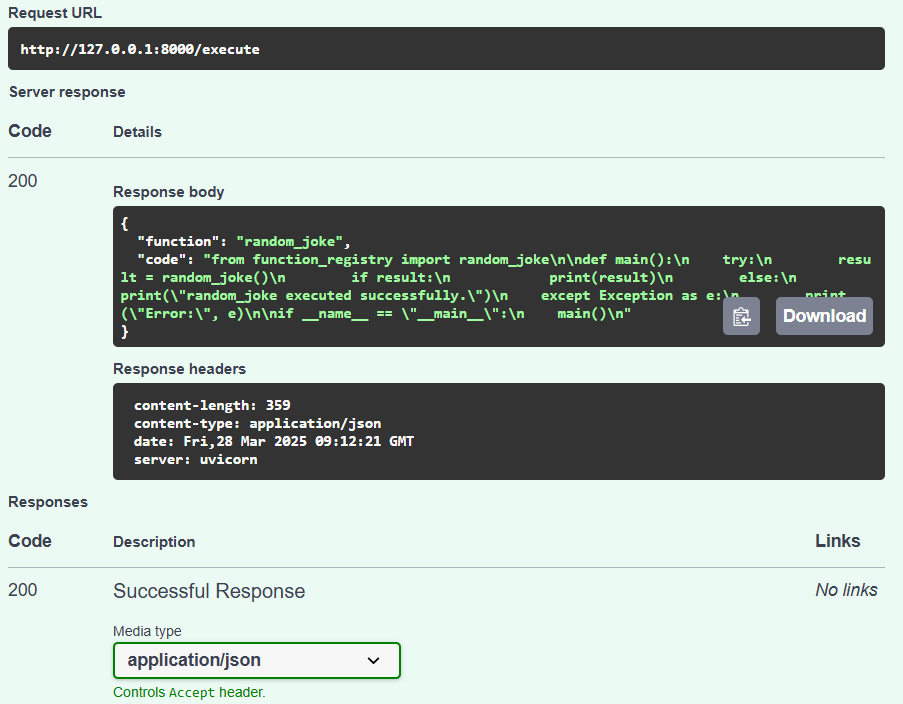 Request URL
http://127.0.0.1:8000/execute
Server response
Code Details
200
Response body
{
"function": "random_joke",
"code": "from function_registry import random_joke\n\ndef main():\n    try:\n        resu
lt = random_joke()\n        if result:\n            print(result)\n        else:\n
print(\"random_joke executed successfully.\")\n    except Exception as e:\n        print
(\"Error:\", e)\n\nif __name__ == \"__main__\":\n    main()\n"
}
Download
Response headers
content-length: 359
content-type: application/json
date: Fri,28 Mar 2025 09:12:21 GMT
server: uvicorn
Responses
Code Description Links
200 Successful Response No links
Media type
application/json
Controls Accept header.